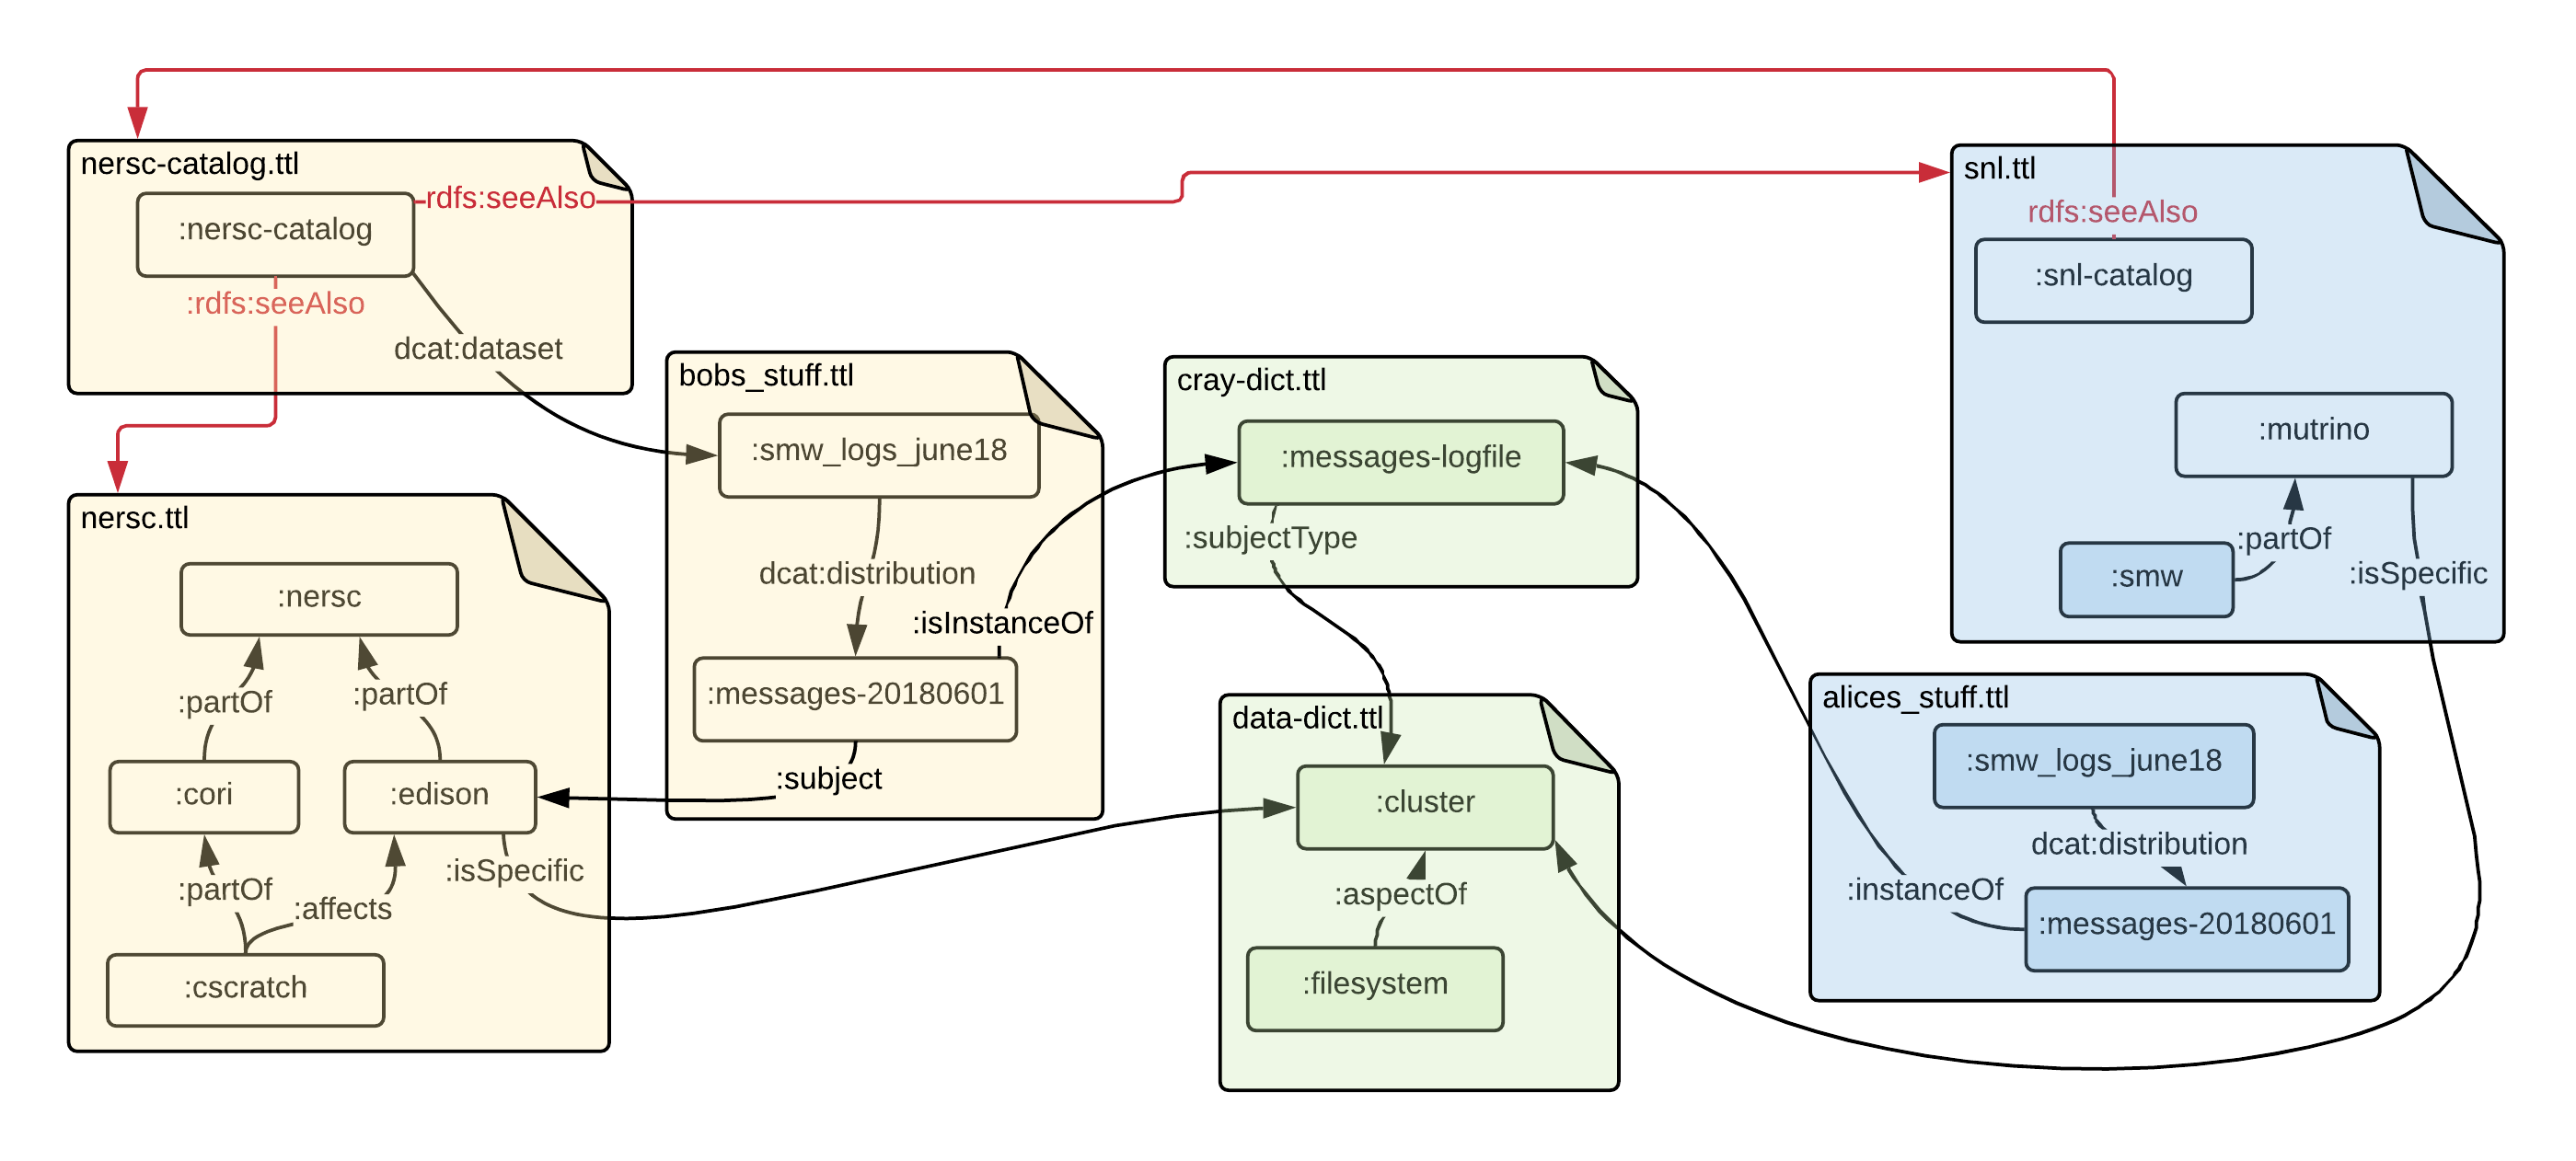 nersc-catalog.ttl
:nersc-catalog
rdfs:seeAlso
:rdfs:seeAlso
dcat:dataset
nersc.ttl
:nersc
:partOf
:partOf
:cori
:edison
:partOf
:affects
:isSpecific
:cscratch
bobs_stuff.ttl
:smw_logs_june18
dcat:distribution
:isInstanceOf
:messages-20180601
:subject
cray-dict.ttl
:messages-logfile
:subjectType
data-dict.ttl
:cluster
:aspectOf
:filesystem
snl.ttl
rdfs:seeAlso
:snl-catalog
:mutrino
:partOf
:smw
:isSpecific
alices_stuff.ttl
:smw_logs_june18
dcat:distribution
:instanceOf
:messages-20180601